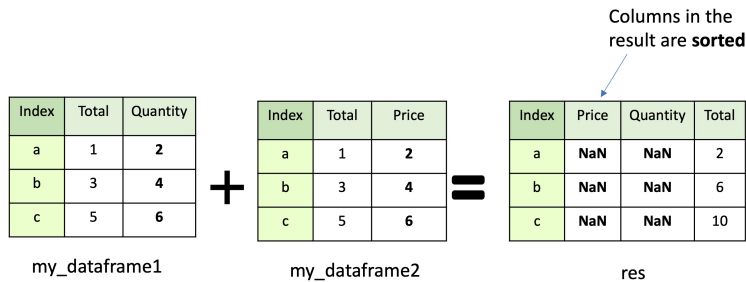 Columns in the
result are sorted
Index Total Quantity
a 1 2
b 3 4
c 5 6
my_dataframe1
+
Index Total Price
a 1 2
b 3 4
c 5 6
my_dataframe2
=
Index Price Quantity Total
a NaN NaN 2
b NaN NaN 6
c NaN NaN 10
res